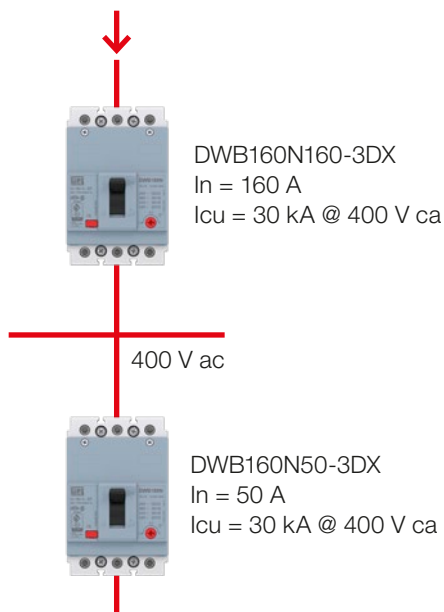 DWB160N160-3DX
In = 160 A
Icu = 30 kA @ 400 V ca
400 V ac
DWB160N50-3DX
In = 50 A
Icu = 30 kA @ 400 V ca